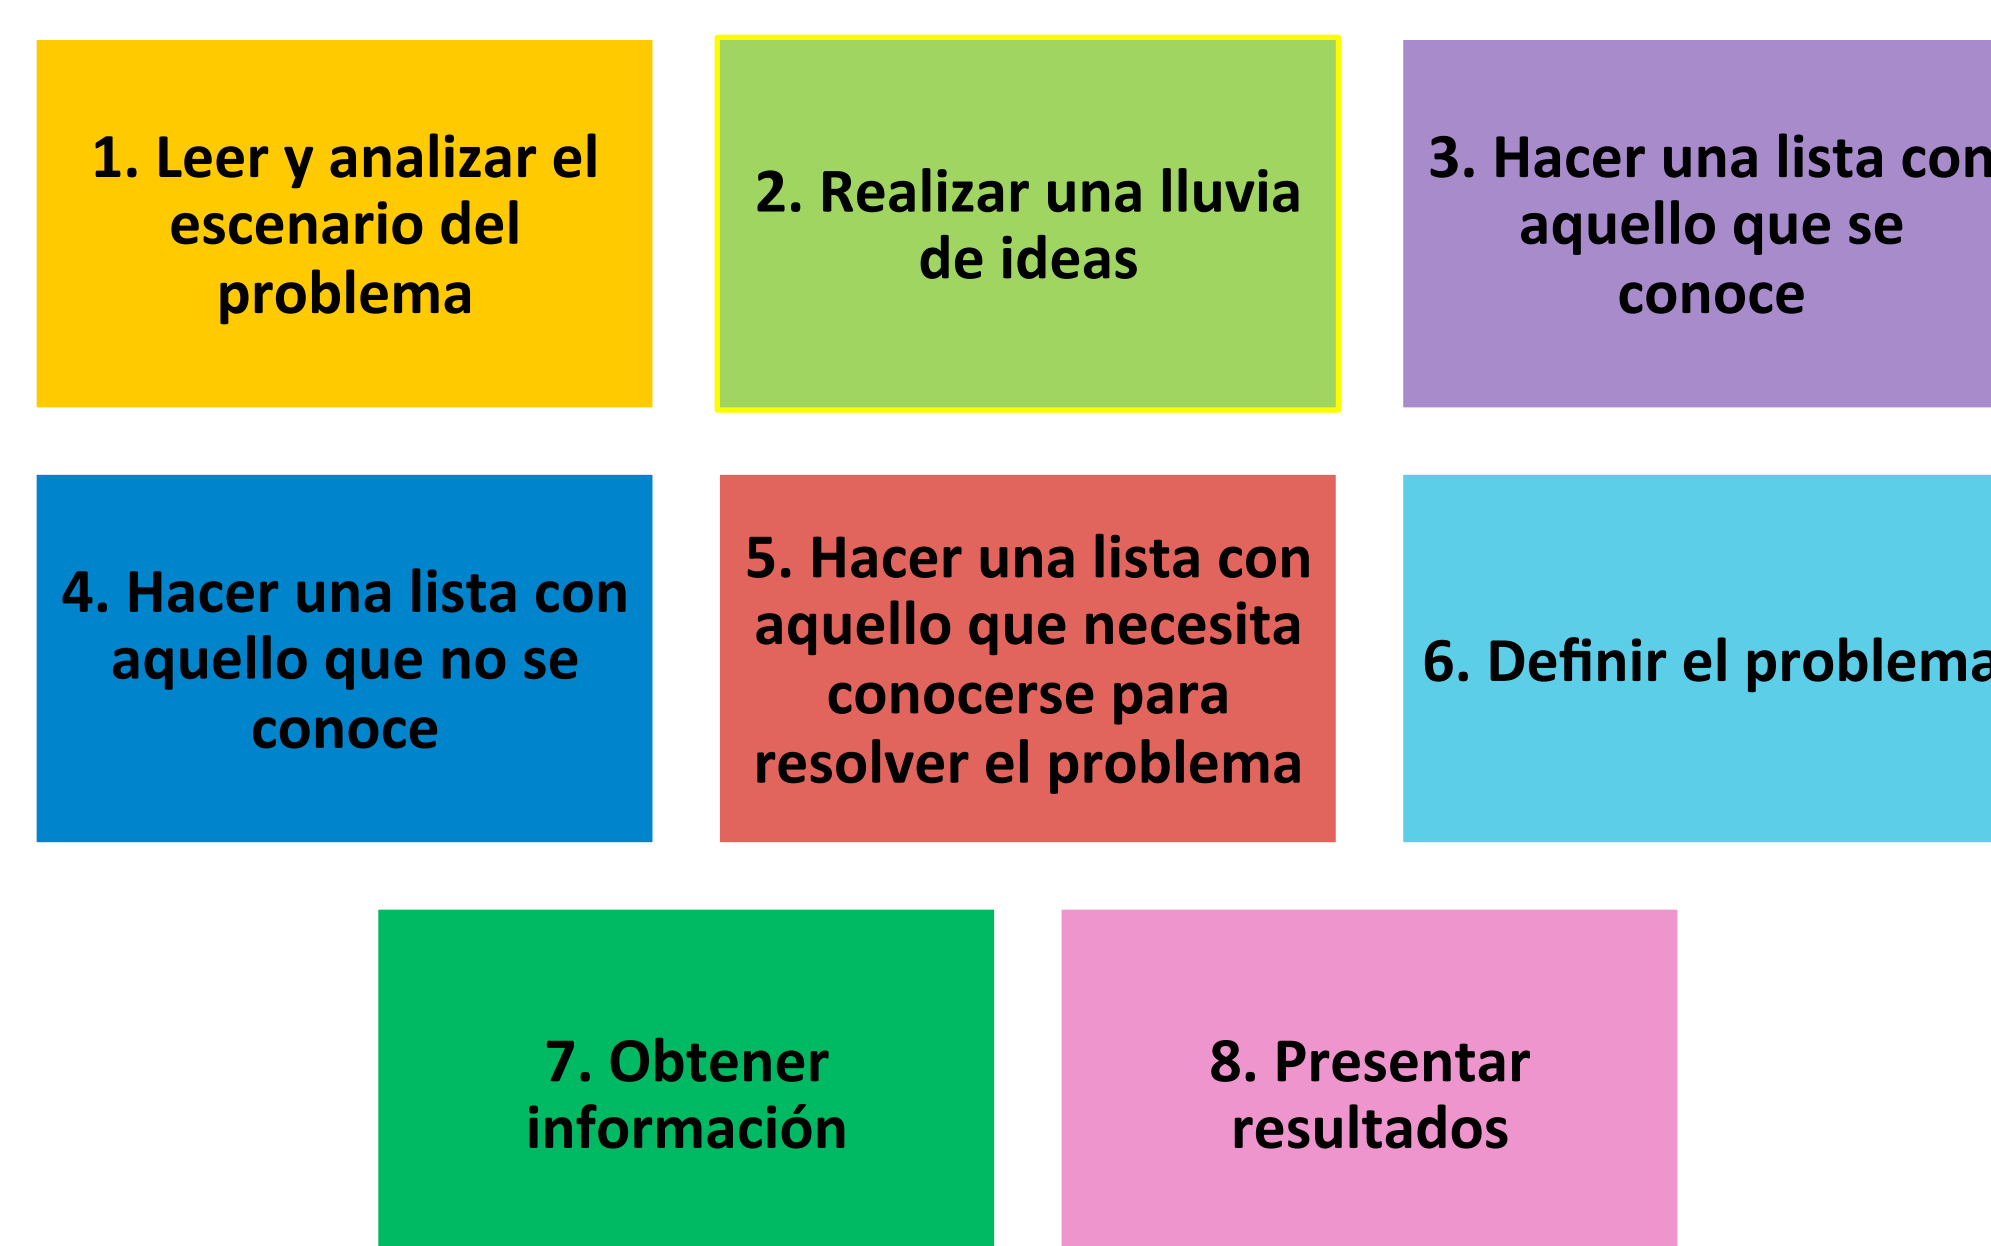 1. Leer y analizar el
escenario del
problema
2. Realizar una lluvia
de ideas
3. Hacer una lista con
aquello que se
conoce
4. Hacer una lista con
aquello que no se
conoce
5. Hacer una lista con
aquello que necesita
conocerse para
resolver el problema
6. Definir el problema
7. Obtener
información
8. Presentar
resultados